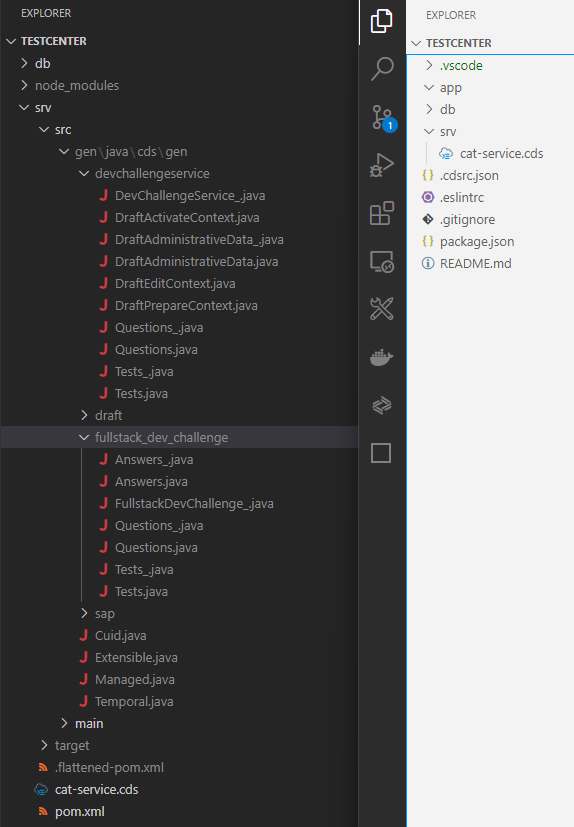 EXPLORER
TESTCENTER
db
node_modules
srv
src
gen\java\cds\gen
devchallengeservice
DevChallengeService_.java
DraftActivateContext.java
DraftAdministrativeData_.java
DraftAdministrativeData.java
DraftEditContext.java
DraftPrepareContext.java
Questions_.java
Questions.java
Tests_.java
Tests.java
draft
fullstack_dev_challenge
Answers_.java
Answers.java
FullstackDevChallenge_.java
Questions_.java
Questions.java
Tests_.java
Tests.java
sap
Cuid.java
Extensible.java
Managed.java
Temporal.java
main
target
.flattened-pom.xml
cat-service.cds
pom.xml
1
EXPLORER
TESTCENTER
.vscode
app
db
srv
cat-service.cds
{ } .cdsrc.json
.eslintrc
.gitignore
{ } package.json
README.md